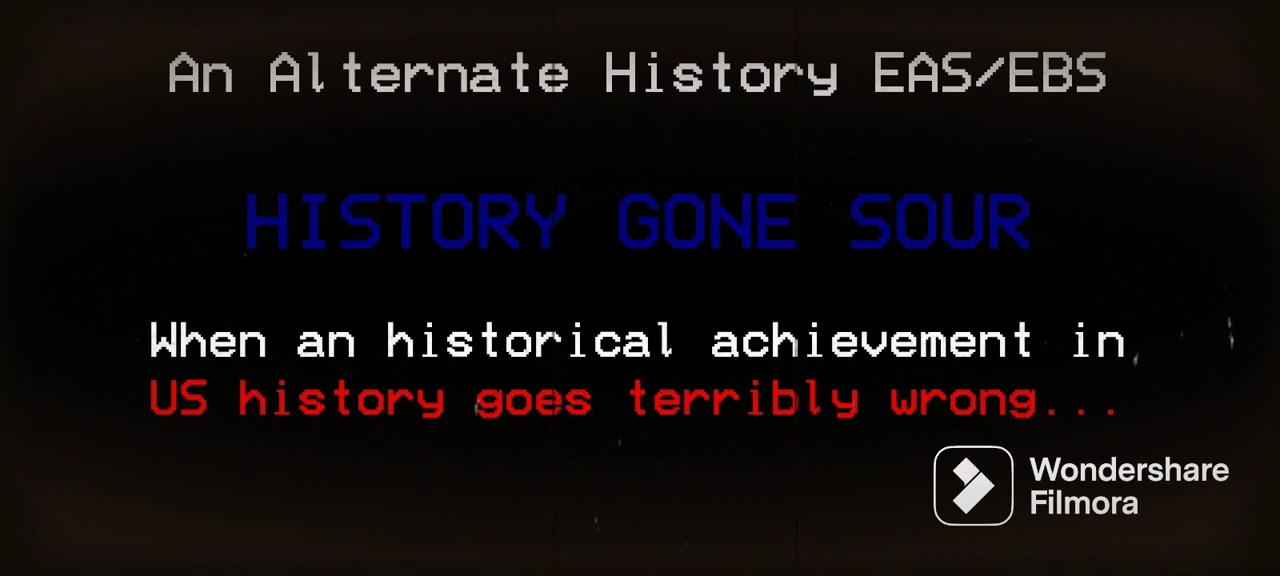 An Alternate History EAS/EBS
HISTORY GONE SOUR
When an historical achievement in
US history goes terribly wrong...
Wondershare
Filmora